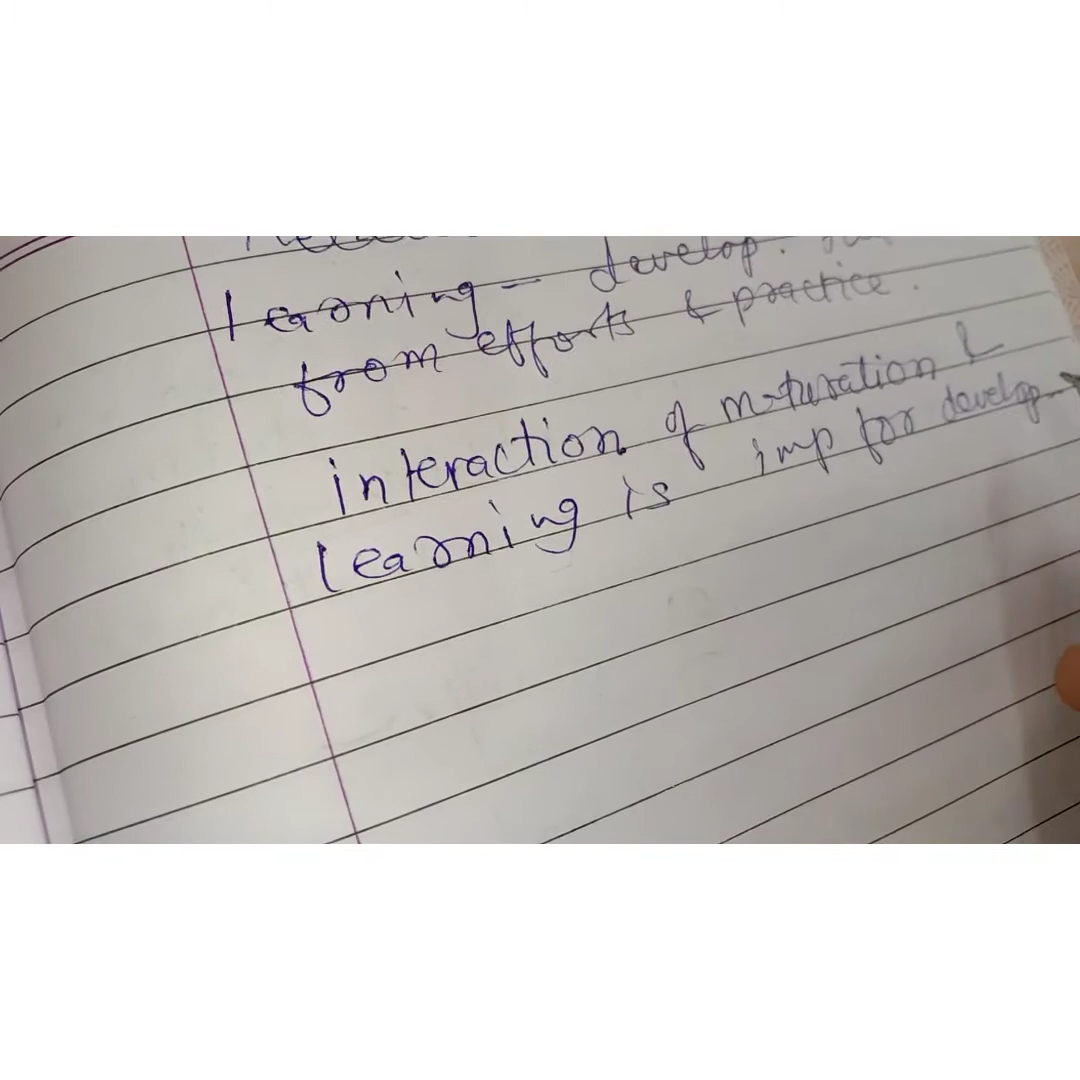 learning - develop.
from efforts & practice.
interaction of maturation &
learning is imp for develop